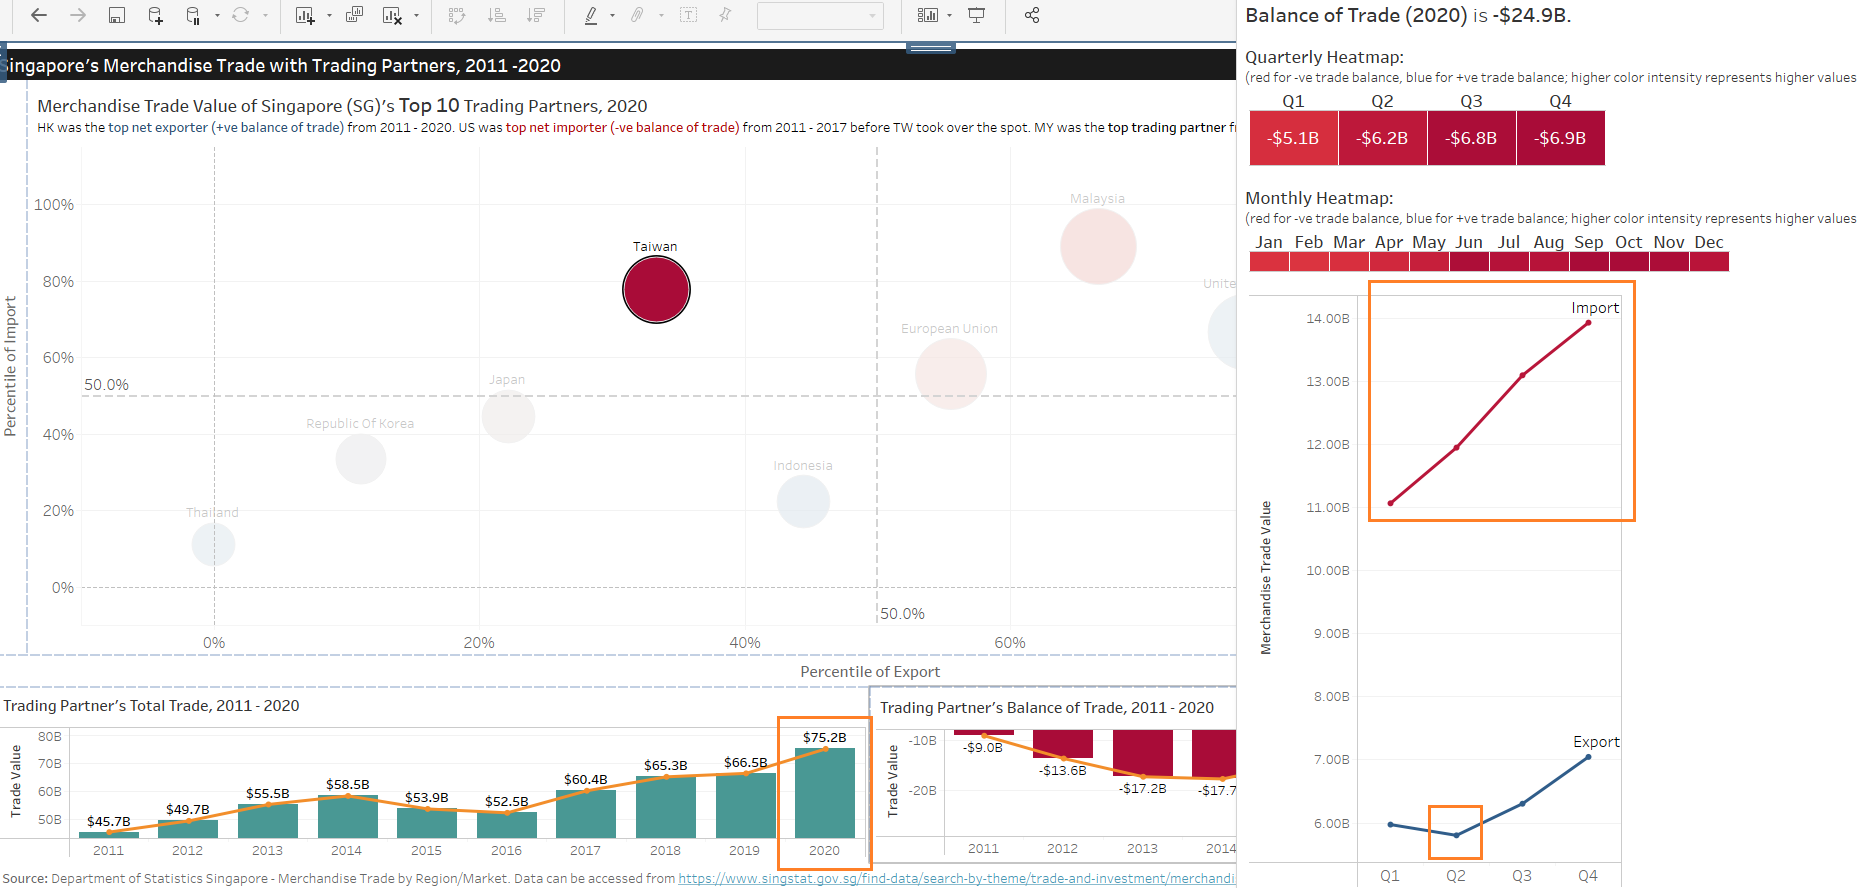 Singapore's Merchandise Trade with Trading Partners, 2011 -2020
Merchandise Trade Value of Singapore (SG)'s Top 10 Trading Partners, 2020
HK was the top net exporter (+ve balance of trade) from 2011 - 2020. US was top net importer (-ve balance of trade) from 2011 - 2017 before TW took over the spot. MY was the top trading partner f
Percentile of Import
100%
80%
60%
40%
20%
0%
50.0%
Taiwan
Malaysia
Unite
European Union
Japan
Republic Of Korea
Indonesia
Thailand
50.0%
0%
20%
40%
60%
Percentile of Export
Trading Partner's Total Trade, 2011 - 2020
Trade Value
80B
70B
60B
50B
$45.7B
$49.7B
$55.5B
$58.5B
$53.9B
$52.5B
$60.4B
$65.3B
$66.5B
$75.2B
2011
2012
2013
2014
2015
2016
2017
2018
2019
2020
Trading Partner's Balance of Trade, 2011 - 2020
Trade Value
-10B
-20B
-$9.0B
-$13.6B
-$17.2B
-$17.7
2011
2012
2013
2014
Source: Department of Statistics Singapore - Merchandise Trade by Region/Market. Data can be accessed from https://www.singstat.gov.sg/find-data/search-by-theme/trade-and-investment/merchandi
Balance of Trade (2020) is -$24.9B.
Quarterly Heatmap:
(red for -ve trade balance, blue for +ve trade balance; higher color intensity represents higher values
Q1 Q2 Q3 Q4
-$5.1B -$6.2B -$6.8B -$6.9B
Monthly Heatmap:
(red for -ve trade balance, blue for +ve trade balance; higher color intensity represents higher values
Jan Feb Mar Apr May Jun Jul Aug Sep Oct Nov Dec
Merchandise Trade Value
14.00B
13.00B
12.00B
11.00B
10.00B
9.00B
8.00B
7.00B
6.00B
Import
Export
Q1 Q2 Q3 Q4